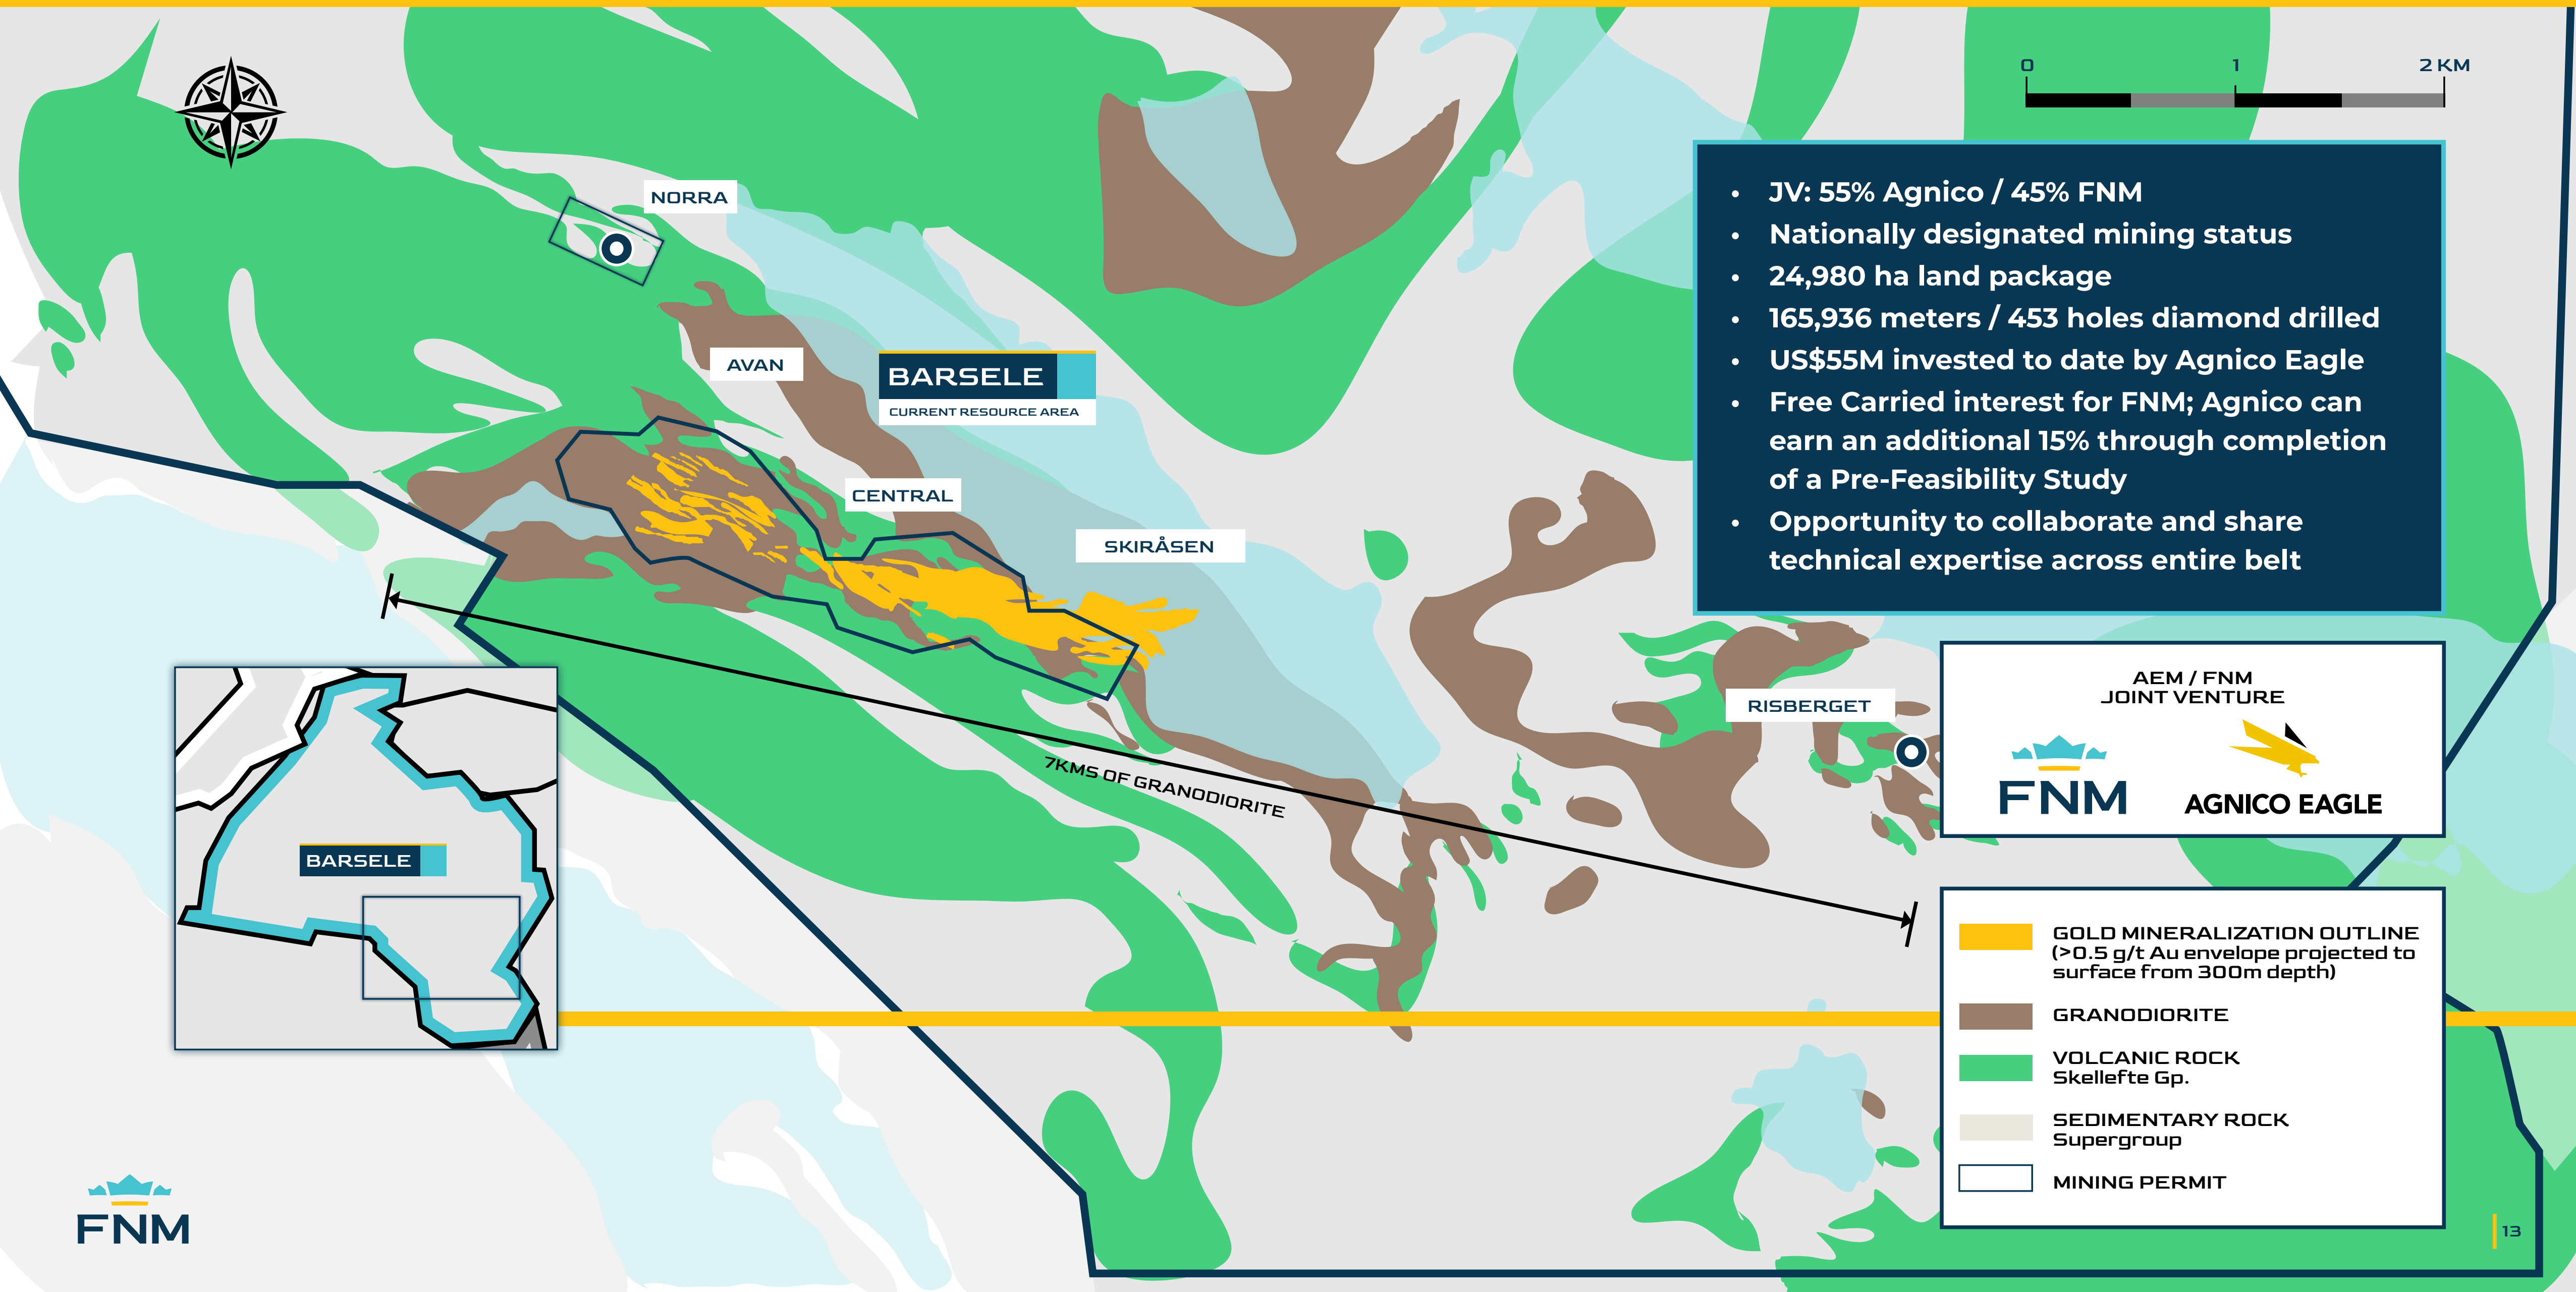 0 1 2 KM
NORRA
AVAN
BARSELE
CURRENT RESOURCE AREA
CENTRAL
SKIRÅSEN
RISBERGET
7KMS OF GRANODIORITE
• JV: 55% Agnico / 45% FNM
• Nationally designated mining status
• 24,980 ha land package
• 165,936 meters / 453 holes diamond drilled
• US$55M invested to date by Agnico Eagle
• Free Carried interest for FNM; Agnico can
earn an additional 15% through completion
of a Pre-Feasibility Study
• Opportunity to collaborate and share
technical expertise across entire belt
AEM / FNM
JOINT VENTURE
FNM
AGNICO EAGLE
BARSELE
GOLD MINERALIZATION OUTLINE
(>0.5 g/t Au envelope projected to
surface from 300m depth)
GRANODIORITE
VOLCANIC ROCK
Skellefte Gp.
SEDIMENTARY ROCK
Supergroup
MINING PERMIT
FNM
13